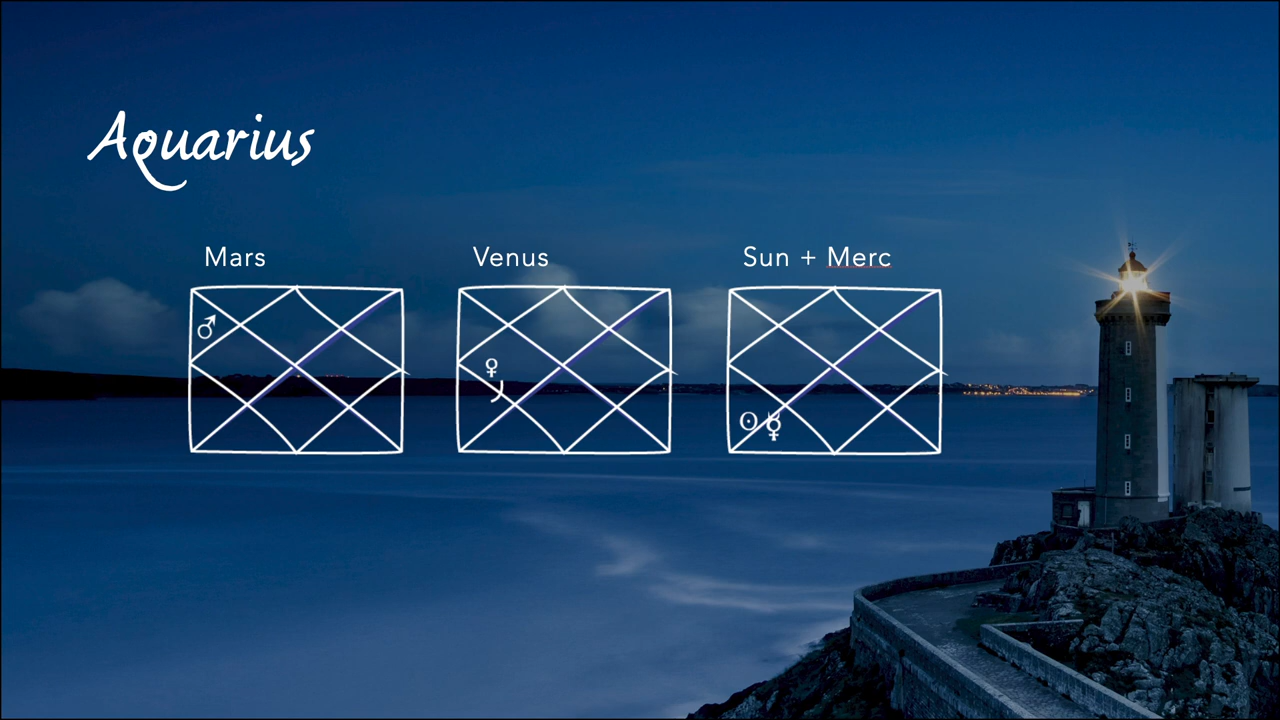 Aquarius
Mars
Venus
Sun + Merc
♂
♀
☉ ☿